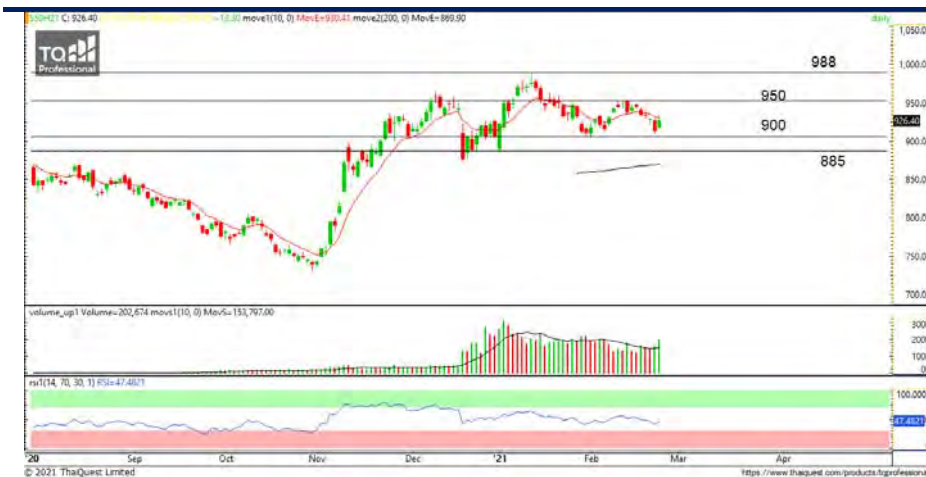 S50H21 C: 926.40 -13.30 move1(10, 0) MovE=930.41 move2(200, 0) MovE=869.90 daily
TQ
Professional
1,050.0
1,000.0
950.0
926.40
900.0
850.0
800.0
750.0
700.0
988
950
900
885
volume_up1 Volume=202,674 movs1(10, 0) MovS=153,797.00
300
200
100
0
rsi1(14, 70, 30, 1) RSI=47.4821
100.000
47.4821
'20 Sep Oct Nov Dec '21 Feb Mar Apr
© 2021 ThaiQuest Limited https://www.thaiquest.com/products/tqprofessional